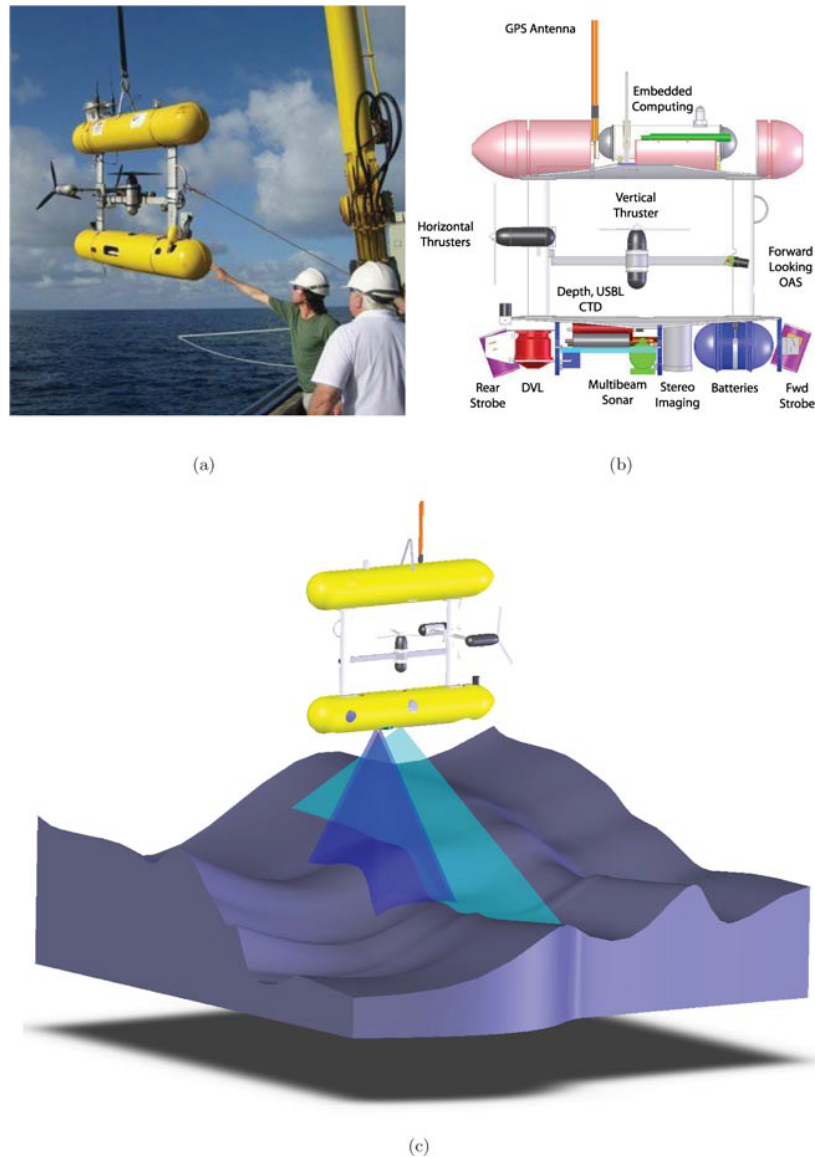 GPS Antenna
Embedded
Computing
Horizontal
Thrusters
Vertical
Thruster
Forward
Looking
OAS
Depth, USBL
CTD
Rear
Strobe
DVL
Multibeam
Sonar
Stereo
Imaging
Batteries
Fwd
Strobe
(a)
(b)
(c)